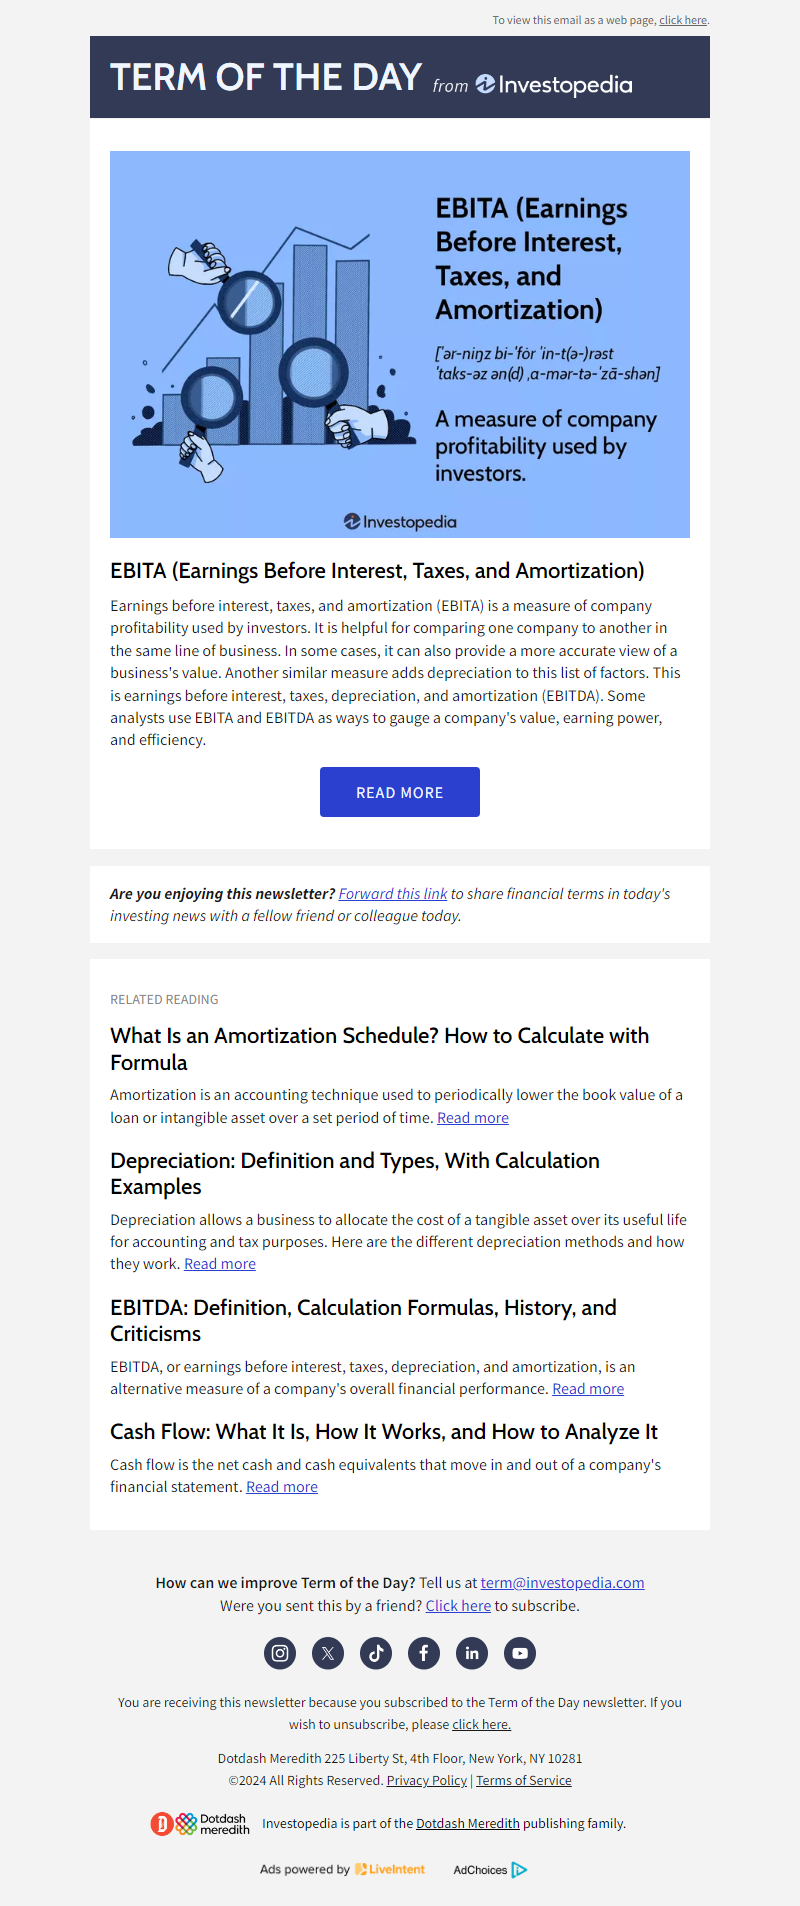 To view this email as a web page, click here.
TERM OF THE DAY from Investopedia
EBITA (Earnings
Before Interest,
Taxes, and
Amortization)
['ər-niŋz bi-'fȯr 'in-t(ə-)rəst
'taks-əz ən(d) ,a-mər-tə-'zā-shən]
A measure of company
profitability used by
investors.
Investopedia
EBITA (Earnings Before Interest, Taxes, and Amortization)
Earnings before interest, taxes, and amortization (EBITA) is a measure of company
profitability used by investors. It is helpful for comparing one company to another in
the same line of business. In some cases, it can also provide a more accurate view of a
business's value. Another similar measure adds depreciation to this list of factors. This
is earnings before interest, taxes, depreciation, and amortization (EBITDA). Some
analysts use EBITA and EBITDA as ways to gauge a company's value, earning power,
and efficiency.
READ MORE
Are you enjoying this newsletter? Forward this link to share financial terms in today's
investing news with a fellow friend or colleague today.
RELATED READING
What Is an Amortization Schedule? How to Calculate with
Formula
Amortization is an accounting technique used to periodically lower the book value of a
loan or intangible asset over a set period of time. Read more
Depreciation: Definition and Types, With Calculation
Examples
Depreciation allows a business to allocate the cost of a tangible asset over its useful life
for accounting and tax purposes. Here are the different depreciation methods and how
they work. Read more
EBITDA: Definition, Calculation Formulas, History, and
Criticisms
EBITDA, or earnings before interest, taxes, depreciation, and amortization, is an
alternative measure of a company's overall financial performance. Read more
Cash Flow: What It Is, How It Works, and How to Analyze It
Cash flow is the net cash and cash equivalents that move in and out of a company's
financial statement. Read more
How can we improve Term of the Day? Tell us at term@investopedia.com
Were you sent this by a friend? Click here to subscribe.
You are receiving this newsletter because you subscribed to the Term of the Day newsletter. If you
wish to unsubscribe, please click here.
Dotdash Meredith 225 Liberty St, 4th Floor, New York, NY 10281
©2024 All Rights Reserved. Privacy Policy | Terms of Service
Dotdash
meredith
Investopedia is part of the Dotdash Meredith publishing family.
Ads powered by LiveIntent
AdChoices